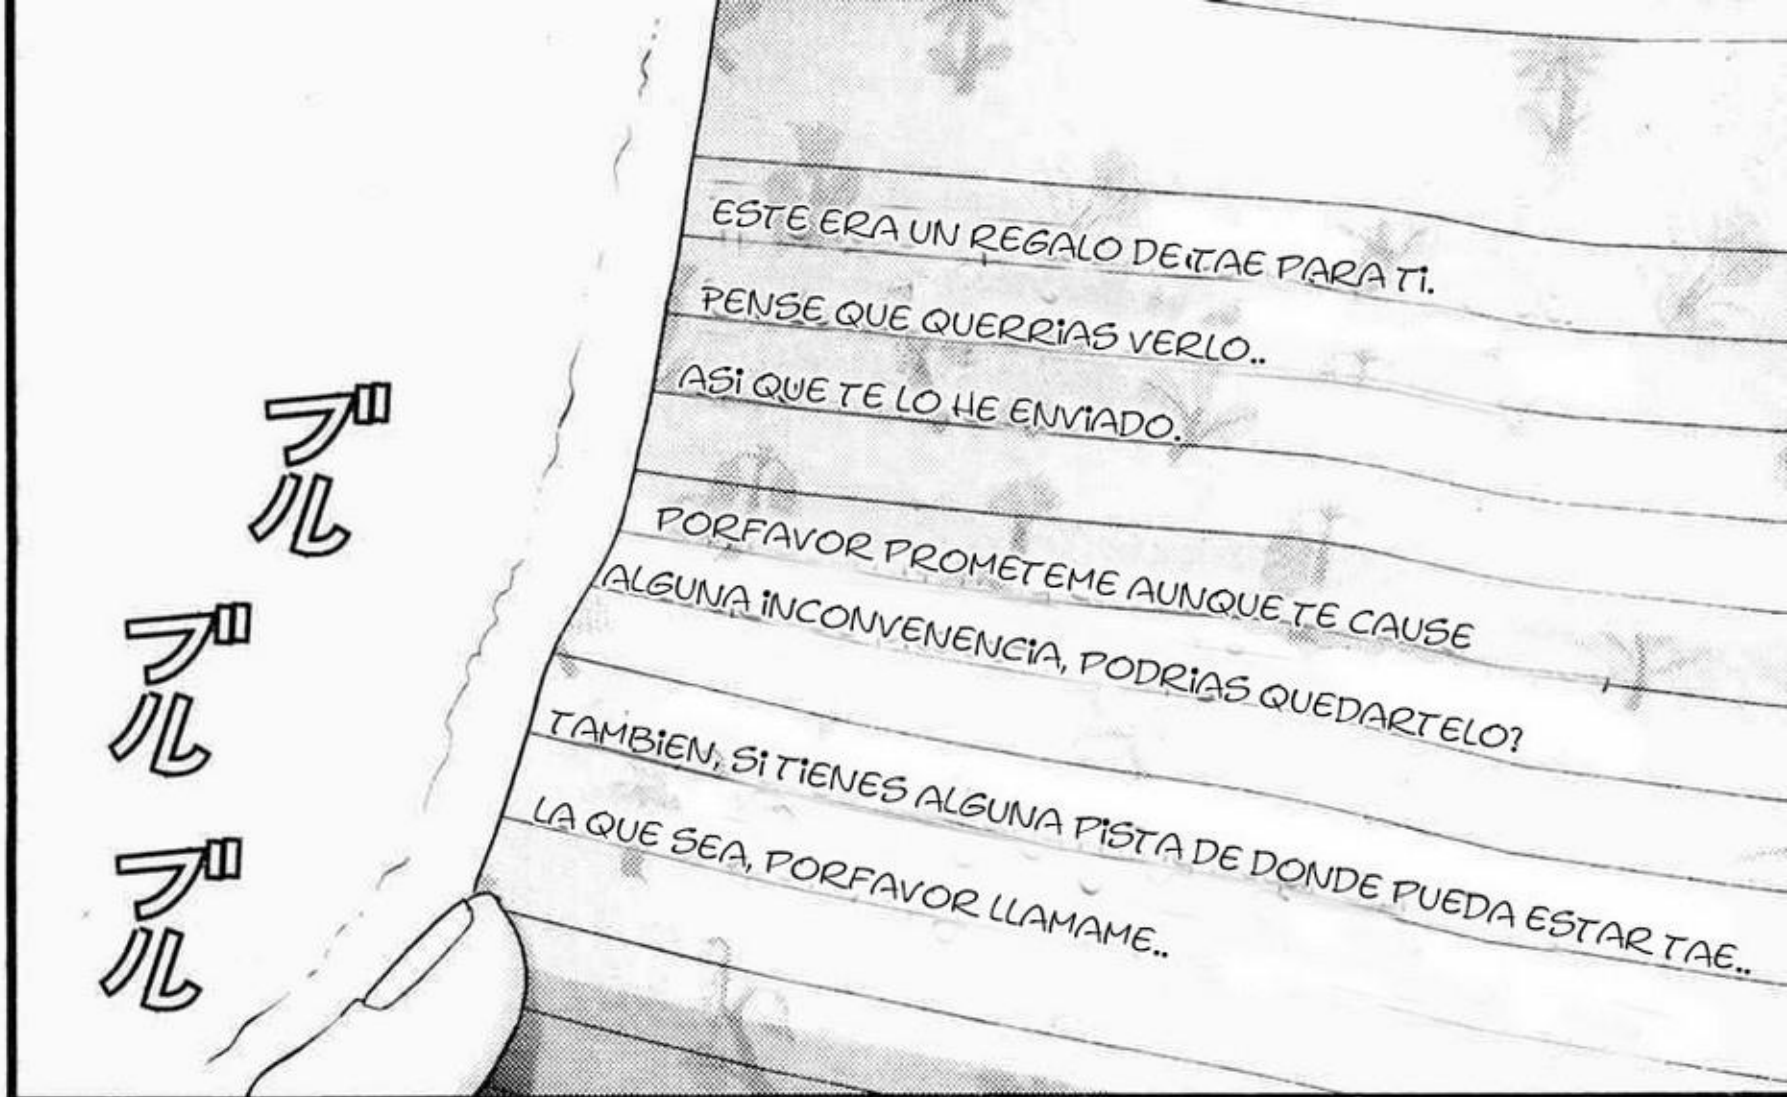 ESTE ERA UN REGALO DE TAE PARA TI.
PENSE QUE QUERRIAS VERLO..
ASI QUE TE LO HE ENVIADO.
PORFAVOR PROMETEME AUNQUE TE CAUSE
ALGUNA INCONVENENCIA, PODRIAS QUEDARTELO?
TAMBIEN, SI TIENES ALGUNA PISTA DE DONDE PUEDA ESTAR TAE..
LA QUE SEA, PORFAVOR LLAMAME..
ブル
ブル
ブル